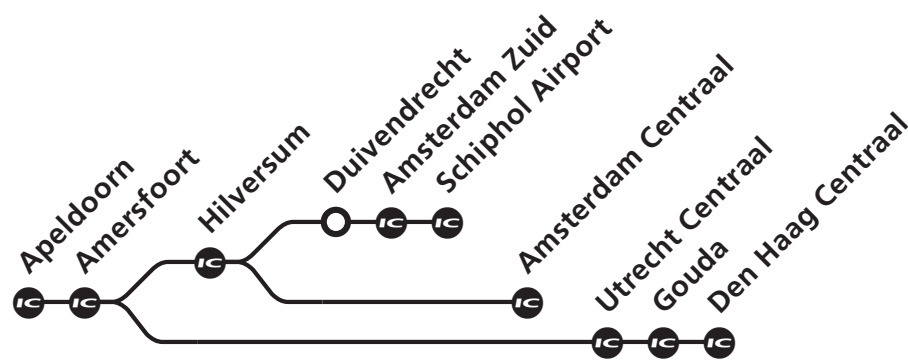 Apeldoorn
Amersfoort
Hilversum
Duivendrecht
Amsterdam Zuid
Schiphol Airport
Amsterdam Centraal
Utrecht Centraal
Gouda
Den Haag Centraal
IC IC
IC
IC IC
IC
IC IC IC